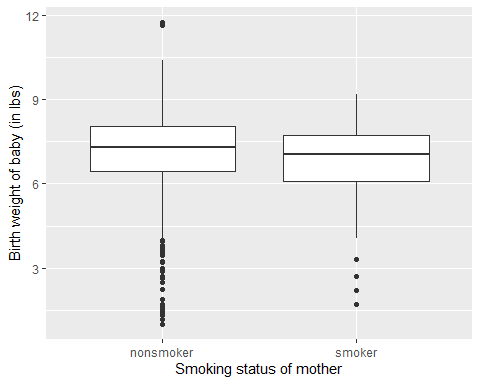 Birth weight of baby (in lbs)
12
9
6
3
nonsmoker
smoker
Smoking status of mother